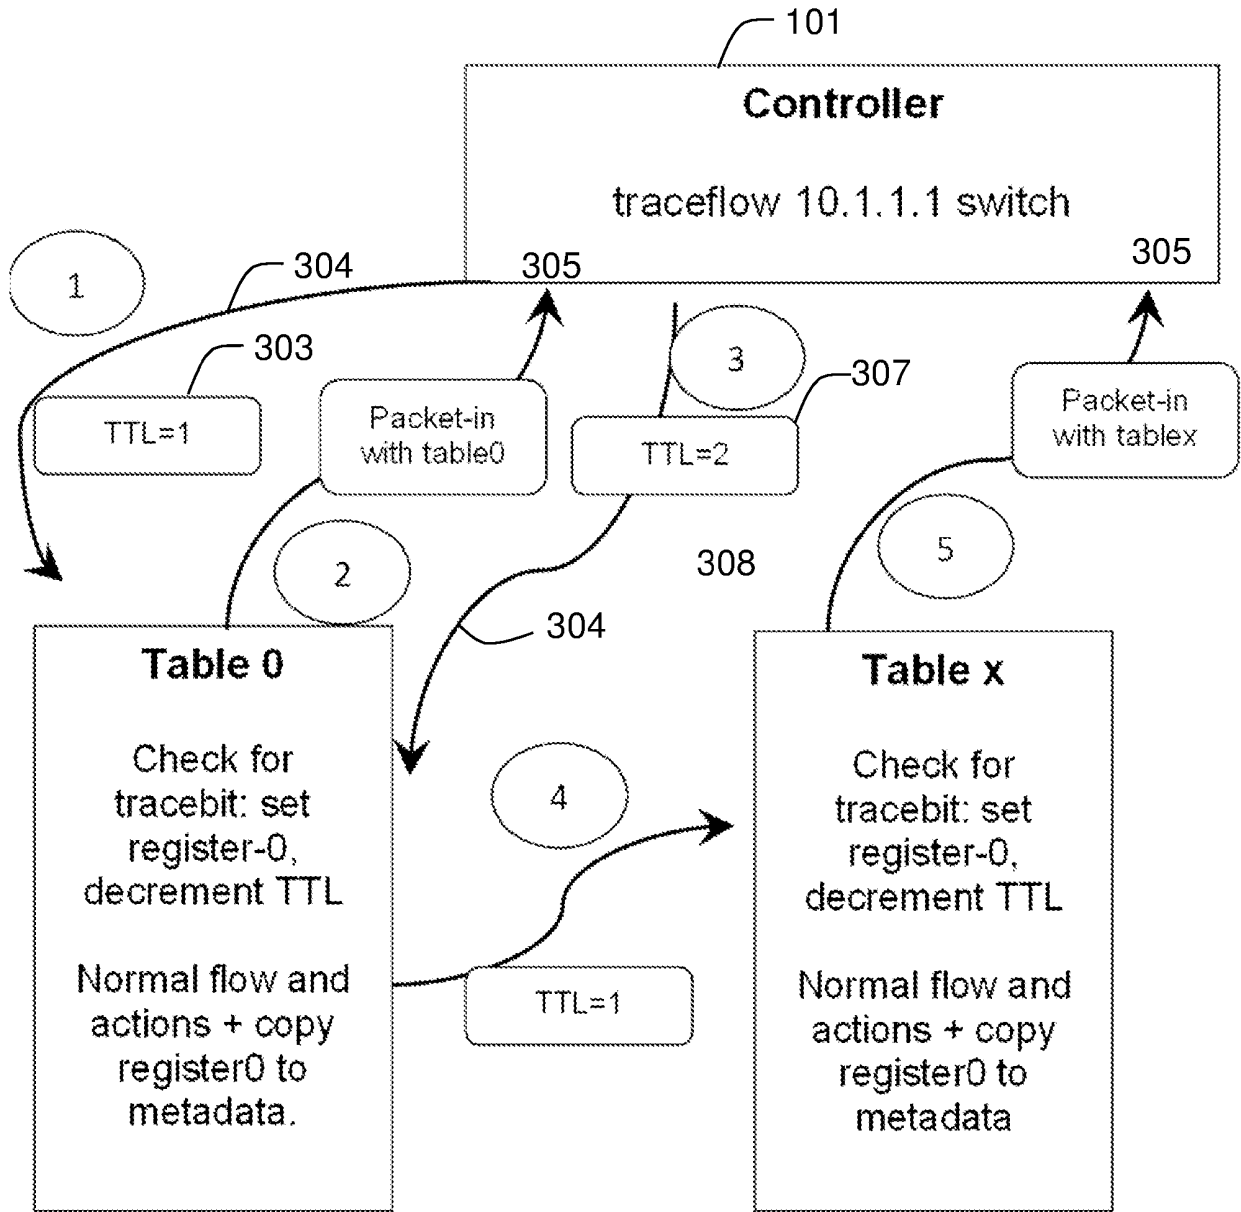 101
Controller
traceflow 10.1.1.1 switch
305
305
1
304
303
TTL=1
Packet-in
with table0
3
307
TTL=2
Packet-in
with tablex
2
308
5
304
Table 0
Check for
tracebit: set
register-0,
decrement TTL
Normal flow and
actions + copy
register0 to
metadata.
4
TTL=1
Table x
Check for
tracebit: set
register-0,
decrement TTL
Normal flow and
actions + copy
register0 to
metadata